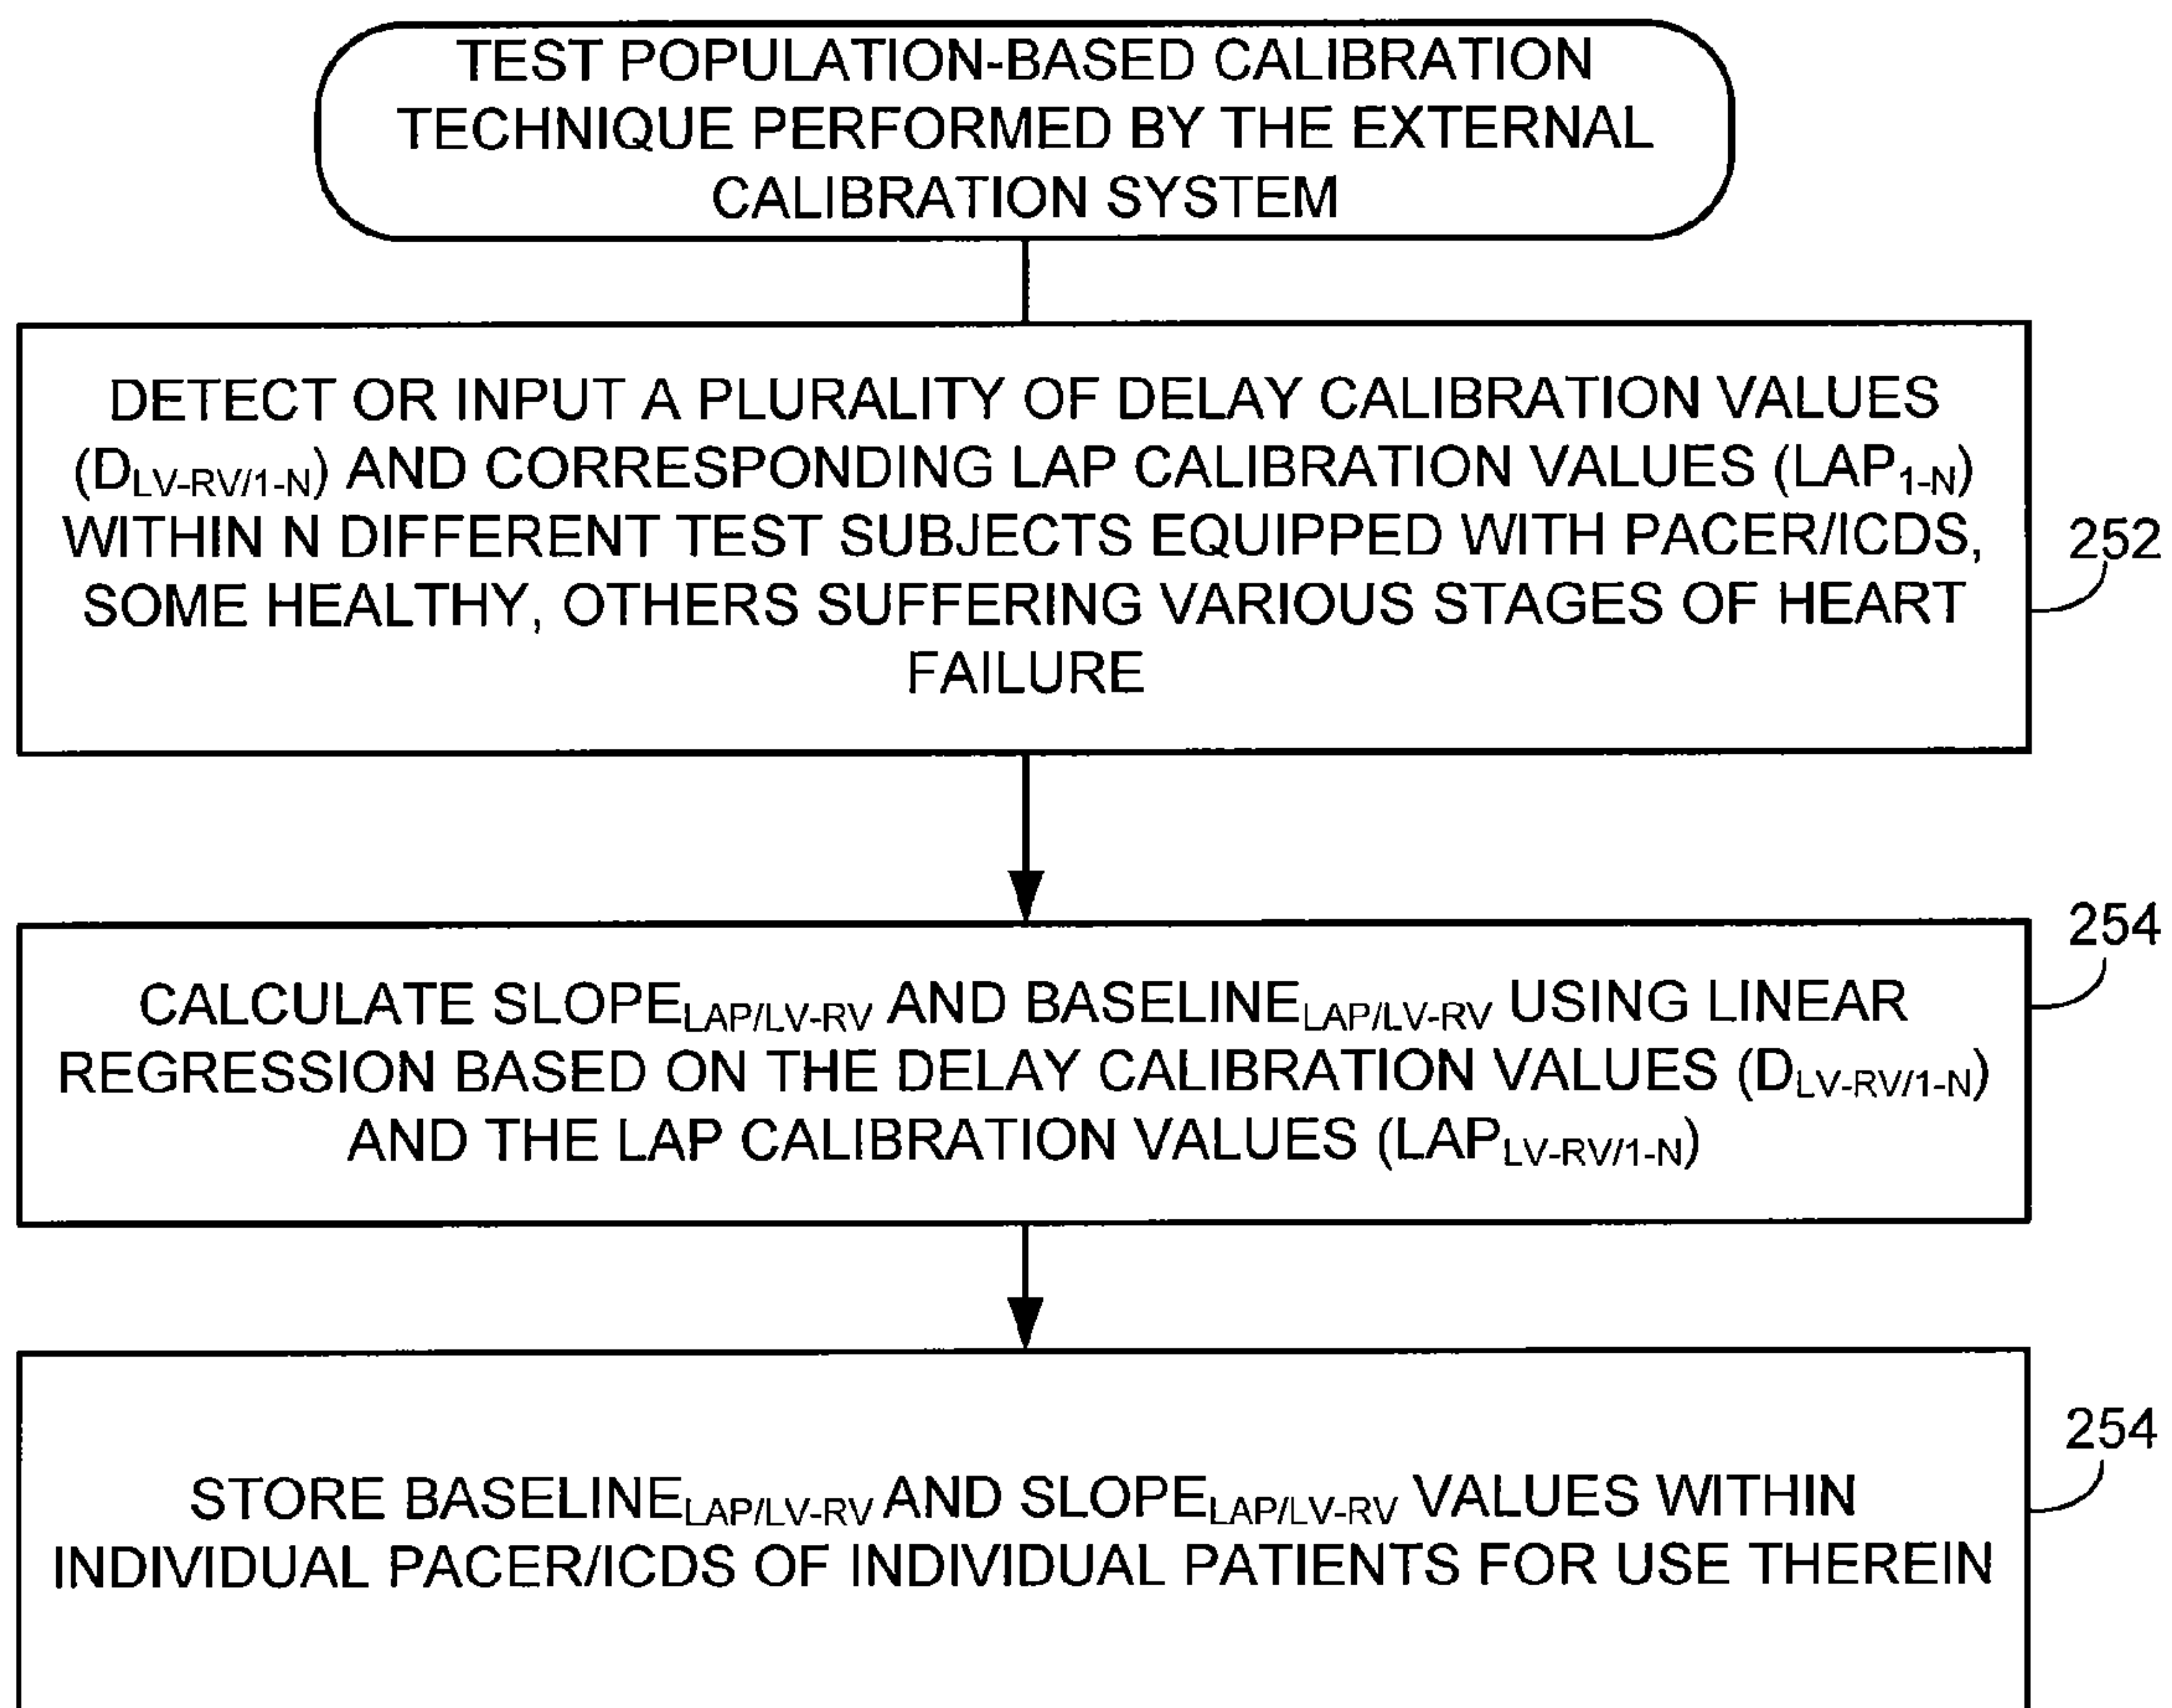 TEST POPULATION-BASED CALIBRATION
TECHNIQUE PERFORMED BY THE EXTERNAL
CALIBRATION SYSTEM
DETECT OR INPUT A PLURALITY OF DELAY CALIBRATION VALUES
(DLV-RV/1-N) AND CORRESPONDING LAP CALIBRATION VALUES (LAP1-N)
WITHIN N DIFFERENT TEST SUBJECTS EQUIPPED WITH PACER/ICDS,
SOME HEALTHY, OTHERS SUFFERING VARIOUS STAGES OF HEART
FAILURE
252
254
CALCULATE SLOPELAP/LV-RV AND BASELINELAP/LV-RV USING LINEAR
REGRESSION BASED ON THE DELAY CALIBRATION VALUES (DLV-RV/1-N)
AND THE LAP CALIBRATION VALUES (LAPLV-RV/1-N)
254
STORE BASELINELAP/LV-RV AND SLOPELAP/LV-RV VALUES WITHIN
INDIVIDUAL PACER/ICDS OF INDIVIDUAL PATIENTS FOR USE THEREIN